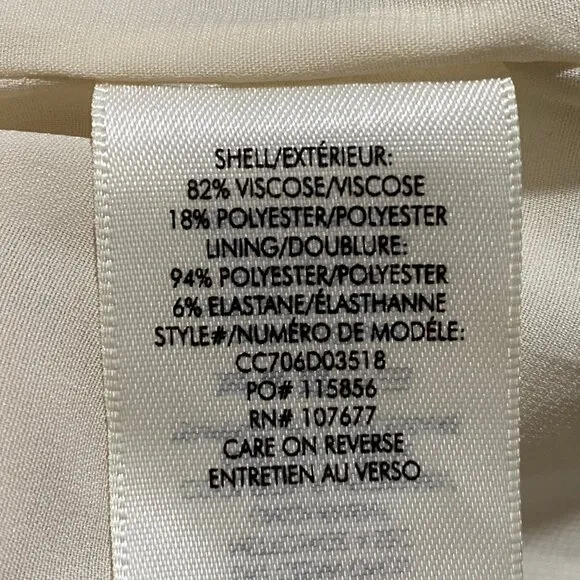 SHELL/EXTÉRIEUR:
82% VISCOSE/VISCOSE
18% POLYESTER/POLYESTER
LINING/DOUBLURE:
94% POLYESTER/POLYESTER
6% ELASTANE/ÉLASTHANNE
STYLE#/NUMÉRO DE MODÉLE:
CC706D03518
PO# 115856
RN# 107677
CARE ON REVERSE
ENTRETIEN AU VERSO